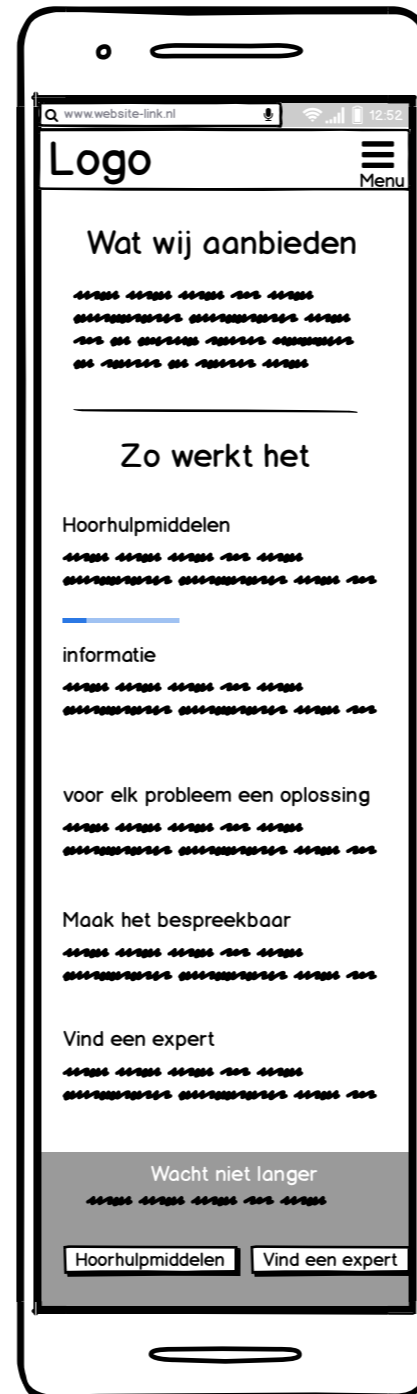 www.website-link.nl
12:52
Logo
Menu
Wat wij aanbieden
Zo werkt het
Hoorhulpmiddelen
informatie
voor elk probleem een oplossing
Maak het bespreekbaar
Vind een expert
Wacht niet langer
Hoorhulpmiddelen
Vind een expert